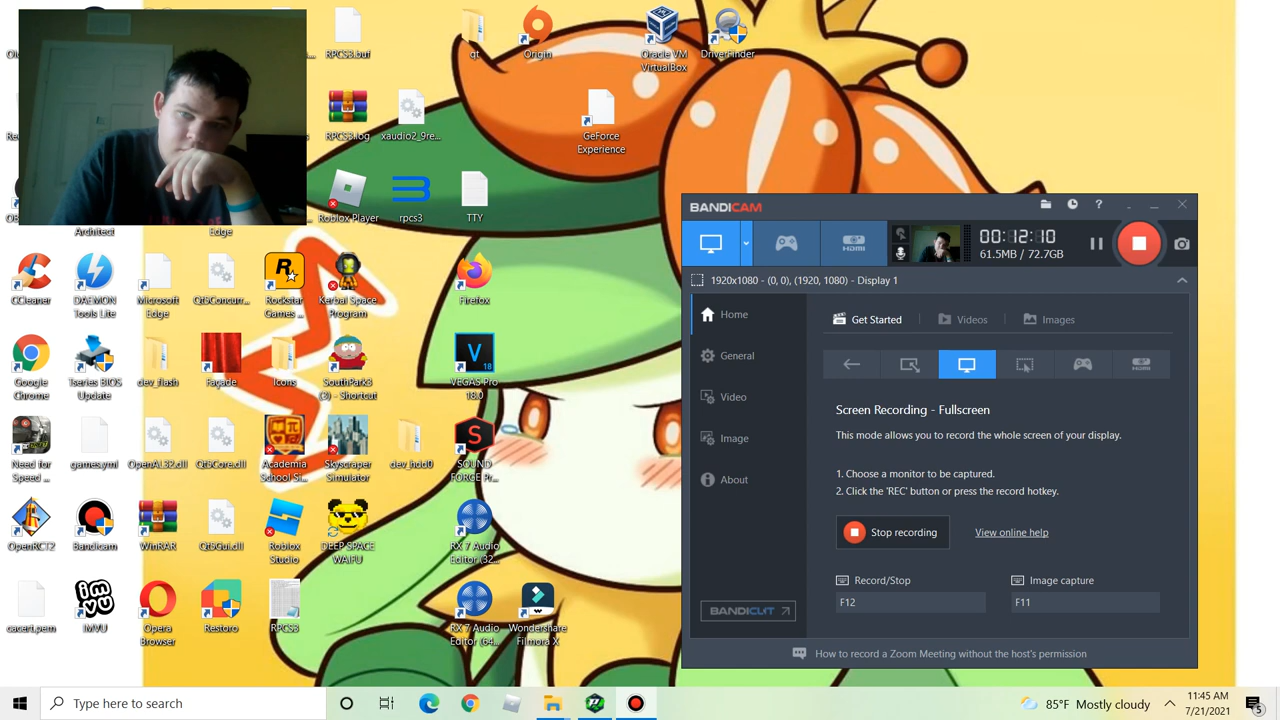 RPCS3.buf
qt
Origin
Oracle VM
VirtualBox
DriverFinder
RPCS3.log
xaudio2_9re...
GeForce
Experience
Roblox Player
rpcs3
TTY
Architect
Edge
CCleaner
DAEMON
Tools Lite
Microsoft
Edge
Qt5Concurr...
Rockstar
Games ...
Kerbal Space
Program
Firefox
Google
Chrome
Tseries BIOS
Update
dev_flash
Façade
Icons
SouthPark3
(3) - Shortcut
VEGAS Pro
18.0
Need for
Speed ...
games.yml
OpenAL32.dll
Qt5Core.dll
Academia
School Si...
Skyscraper
Simulator
dev_hdd0
SOUND
FORCE Pr...
OpenRCT2
Bandicam
WinRAR
Qt5Gui.dll
Roblox
Studio
DEEP SPACE
WAIFU
RX 7 Audio
Editor (32...
cacert.pem
IMVU
Opera
Browser
Restoro
RPCS3
RX 7 Audio
Editor (64...
Wondershare
Filmora X
BANDICAM
HDMI
00:12:10
61.5MB / 72.7GB
1920x1080 - (0, 0), (1920, 1080) - Display 1
Home
General
Video
Image
About
Get Started
Videos
Images
HDMI
Screen Recording - Fullscreen
This mode allows you to record the whole screen of your display.
1. Choose a monitor to be captured.
2. Click the 'REC' button or press the record hotkey.
Stop recording
View online help
Record/Stop
Image capture
F12
F11
BANDICUT
How to record a Zoom Meeting without the host's permission
Type here to search
85°F Mostly cloudy
11:45 AM
7/21/2021
5